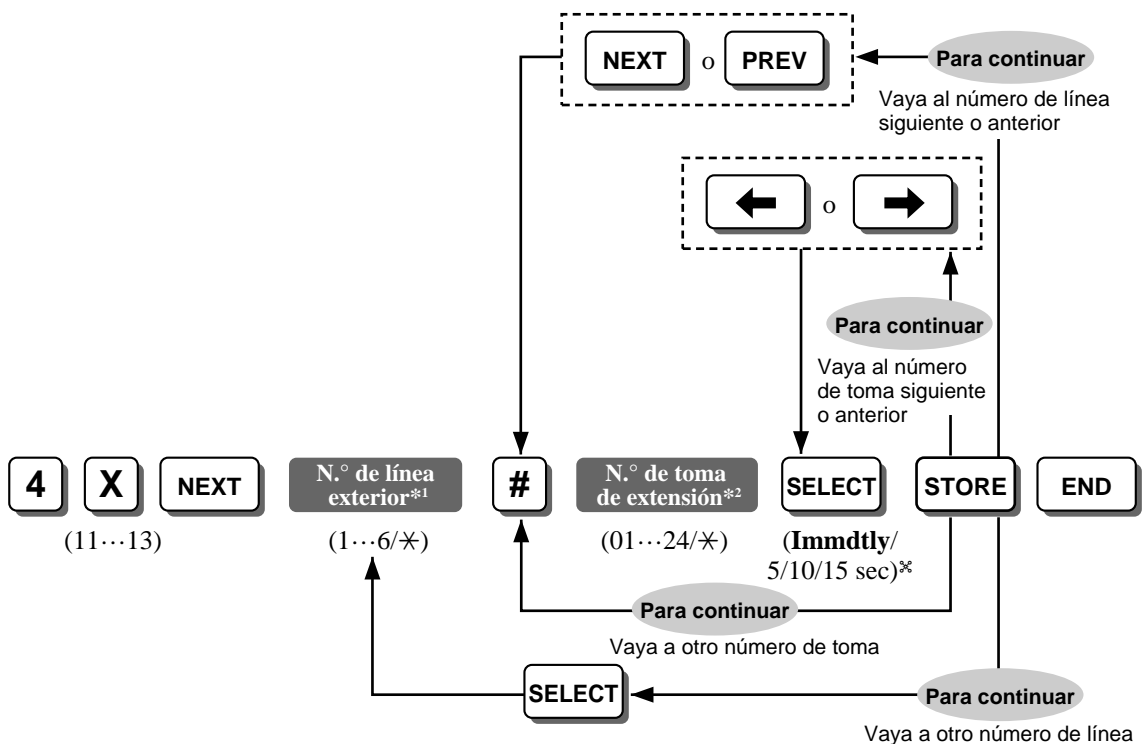 NEXT o PREV
Para continuar
Vaya al número de línea
siguiente o anterior
o
Para continuar
Vaya al número
de toma siguiente
o anterior
4 X NEXT
N.° de línea
exterior*1
#
N.° de toma
de extensión*2
SELECT STORE END
(11···13)
(1···6/✳)
(01···24/✳)
(Immdtly/
5/10/15 sec)⌘
Para continuar
Vaya a otro número de toma
SELECT
Para continuar
Vaya a otro número de línea